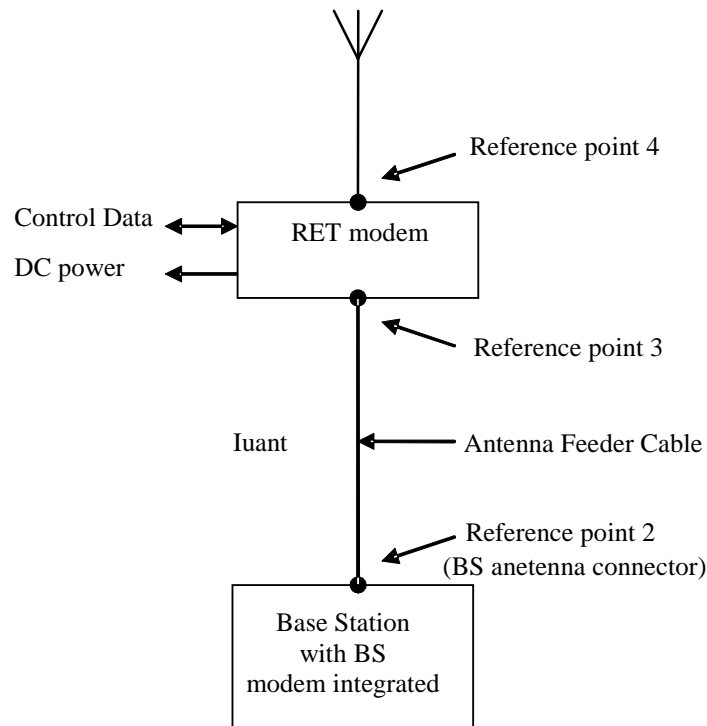 Reference point 4
Control Data
RET modem
DC power
Reference point 3
Iuant
Antenna Feeder Cable
Reference point 2
(BS anetenna connector)
Base Station
with BS
modem integrated